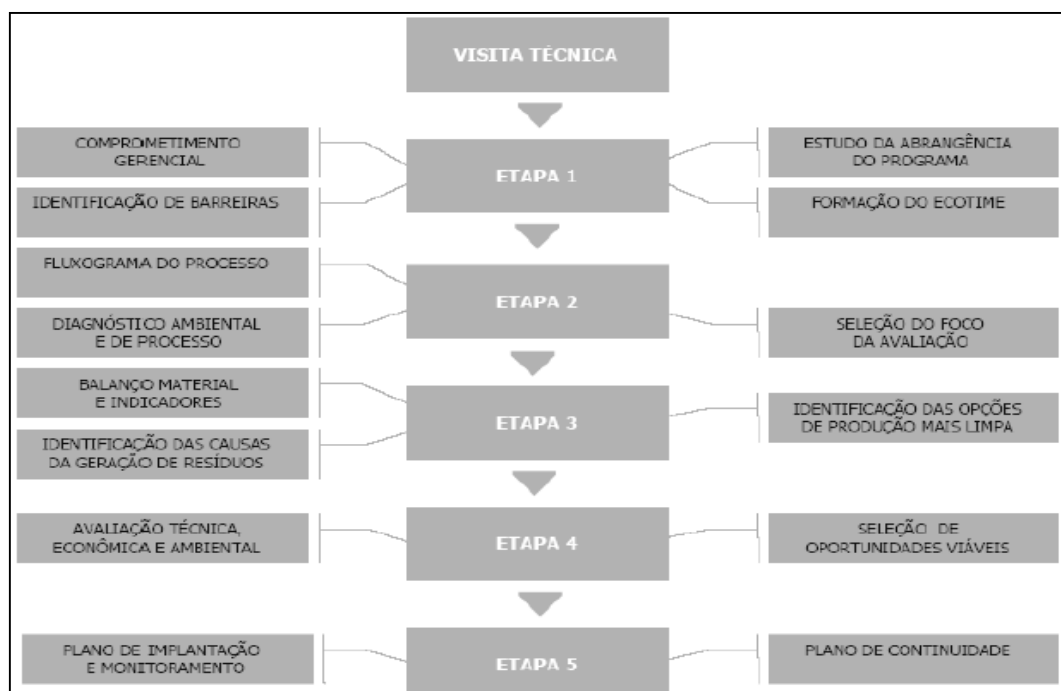 VISITA TÉCNICA
COMPROMETIMENTO
GERENCIAL
IDENTIFICAÇÃO DE BARREIRAS
ETAPA 1
ESTUDO DA ABRANGÊNCIA
DO PROGRAMA
FORMAÇÃO DO ECOTIME
FLUXOGRAMA DO PROCESSO
DIAGNÓSTICO AMBIENTAL
E DE PROCESSO
ETAPA 2
SELEÇÃO DO FOCO
DA AVALIAÇÃO
BALANÇO MATERIAL
E INDICADORES
IDENTIFICAÇÃO DAS CAUSAS
DA GERAÇÃO DE RESÍDUOS
ETAPA 3
IDENTIFICAÇÃO DAS OPÇÕES
DE PRODUÇÃO MAIS LIMPA
AVALIAÇÃO TÉCNICA,
ECONÔMICA E AMBIENTAL
ETAPA 4
SELEÇÃO DE
OPORTUNIDADES VIÁVEIS
PLANO DE IMPLANTAÇÃO
E MONITORAMENTO
ETAPA 5
PLANO DE CONTINUIDADE